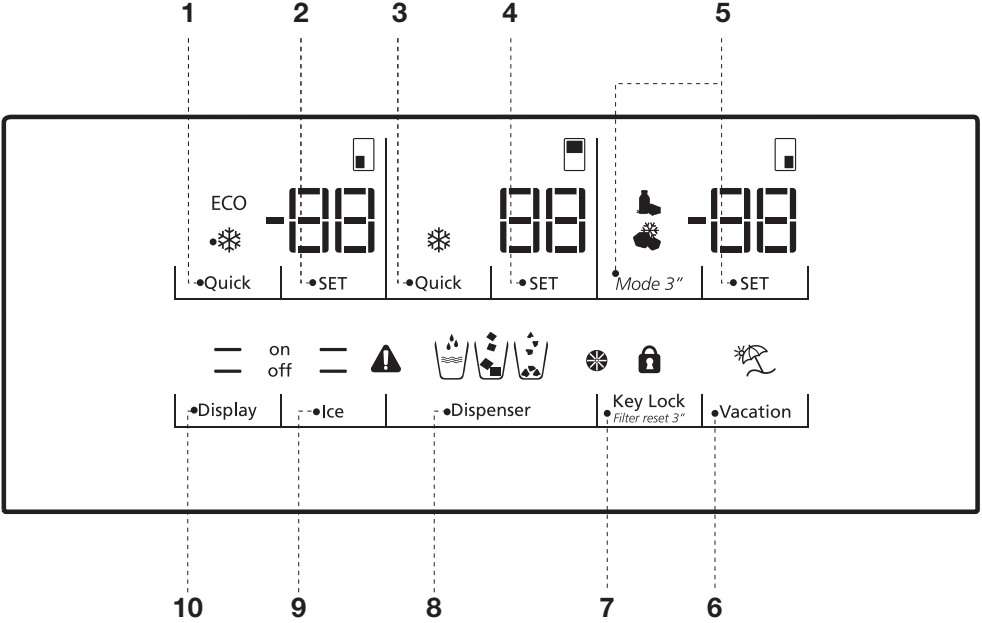 1 2 3 4 5
ECO -88 88 -88
Quick SET Quick SET Mode 3" SET
on
off
Display Ice Dispenser Key Lock Vacation
Filter reset 3"
10 9 8 7 6